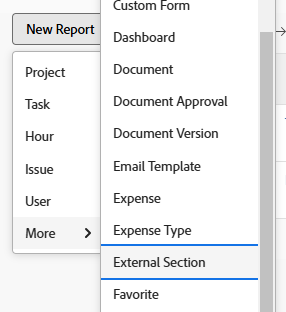 New Report
Project
Task
Hour
Issue
User
More
Custom Form
Dashboard
Document
Document Approval
Document Version
Email Template
Expense
Expense Type
External Section
Favorite